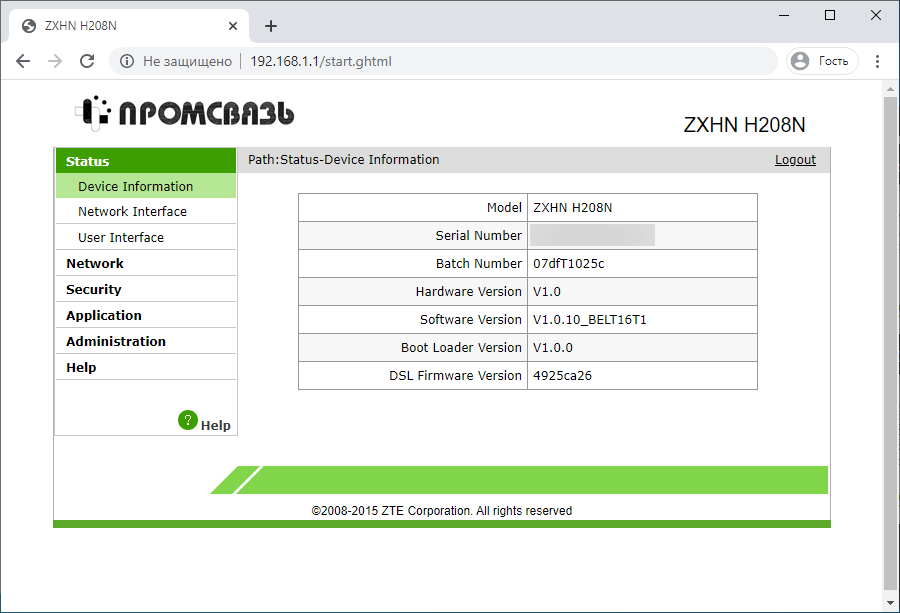 ZXHN H208N
Не защищено
192.168.1.1/start.ghtml
Гость
ПРОМСВЯЗЬ
ZXHN H208N
Status
Path:Status-Device Information
Logout
Device Information
Network Interface
User Interface
Network
Security
Application
Administration
Help
Help
Model ZXHN H208N
Serial Number
Batch Number 07dfT1025c
Hardware Version V1.0
Software Version V1.0.10_BELT16T1
Boot Loader Version V1.0.0
DSL Firmware Version 4925ca26
©2008-2015 ZTE Corporation. All rights reserved